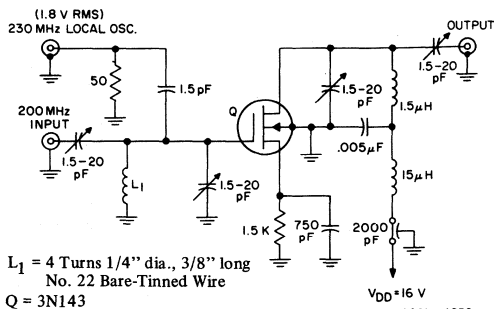 (1.8 V RMS)
230 MHz LOCAL OSC.
OUTPUT
50
1.5 pF
1.5-20
pF
1.5μH
200 MHz
INPUT
Q
.005μF
1.5-20
pF
L1
1.5-20
pF
15μH
1.5 K
750
pF
2000
pF
L1 = 4 Turns 1/4" dia., 3/8" long
No. 22 Bare-Tinned Wire
Q = 3N143
VDD = 16 V